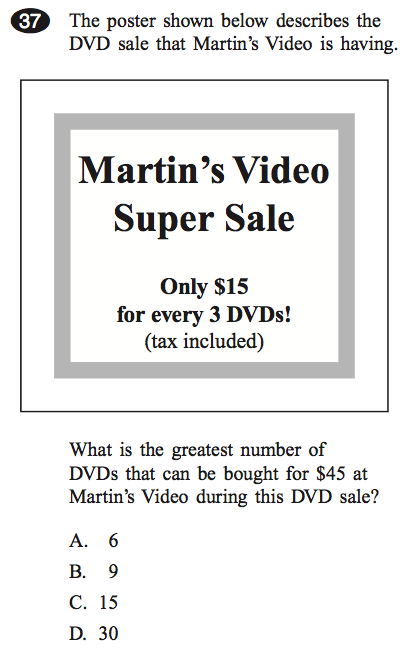 37 The poster shown below describes the
DVD sale that Martin's Video is having.
Martin's Video
Super Sale
Only $15
for every 3 DVDs!
(tax included)
What is the greatest number of
DVDs that can be bought for $45 at
Martin's Video during this DVD sale?
A. 6
B. 9
C. 15
D. 30